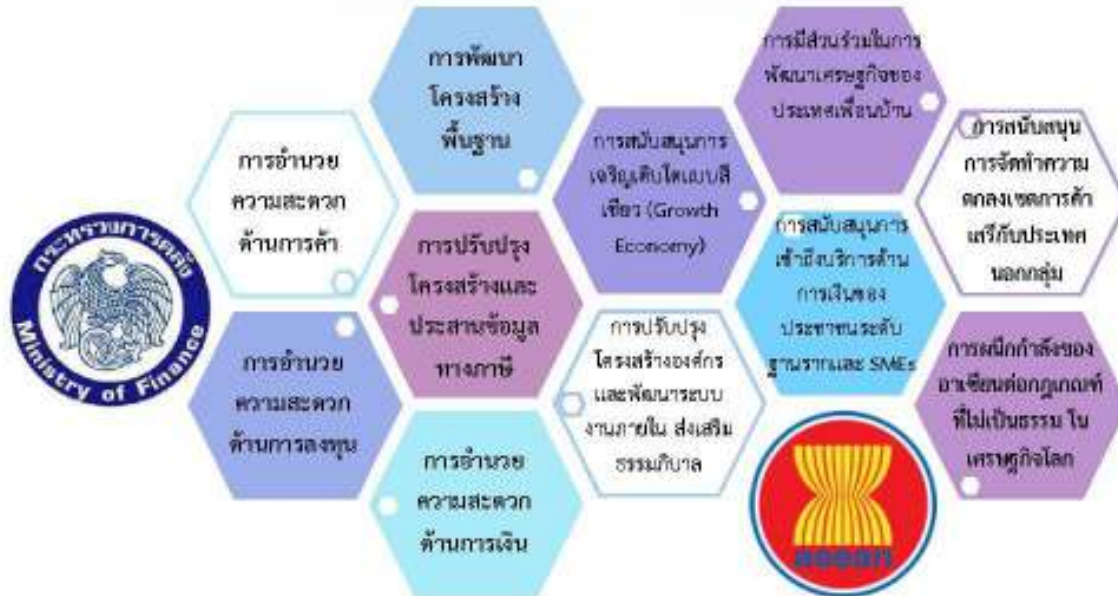 กระทรวงการคลัง
Ministry of Finance
การอำนวย
ความสะดวก
ด้านการค้า
การอำนวย
ความสะดวก
ด้านการลงทุน
การพัฒนา
โครงสร้าง
พื้นฐาน
การปรับปรุง
โครงสร้างและ
ประสานข้อมูล
ทางภาษี
การอำนวย
ความสะดวก
ด้านการเงิน
การสนับสนุนการ
เจริญเติบโตแบบสี
เขียว (Growth
Economy)
การปรับปรุง
โครงสร้างองค์กร
และพัฒนาระบบ
งานภายใน ส่งเสริม
ธรรมภิบาล
การมีส่วนร่วมในการ
พัฒนาเศรษฐกิจของ
ประเทศเพื่อนบ้าน
การสนับสนุนการ
เข้าถึงบริการด้าน
การเงินของ
ประชาชนระดับ
ฐานรากและ SMEs
asean
การสนับสนุน
การจัดทำความ
ตกลงเขตการค้า
เสรีกับประเทศ
นอกกลุ่ม
การผนึกกำลังของ
อาเซียนต่อกฎเกณฑ์
ที่ไม่เป็นธรรม ใน
เศรษฐกิจโลก